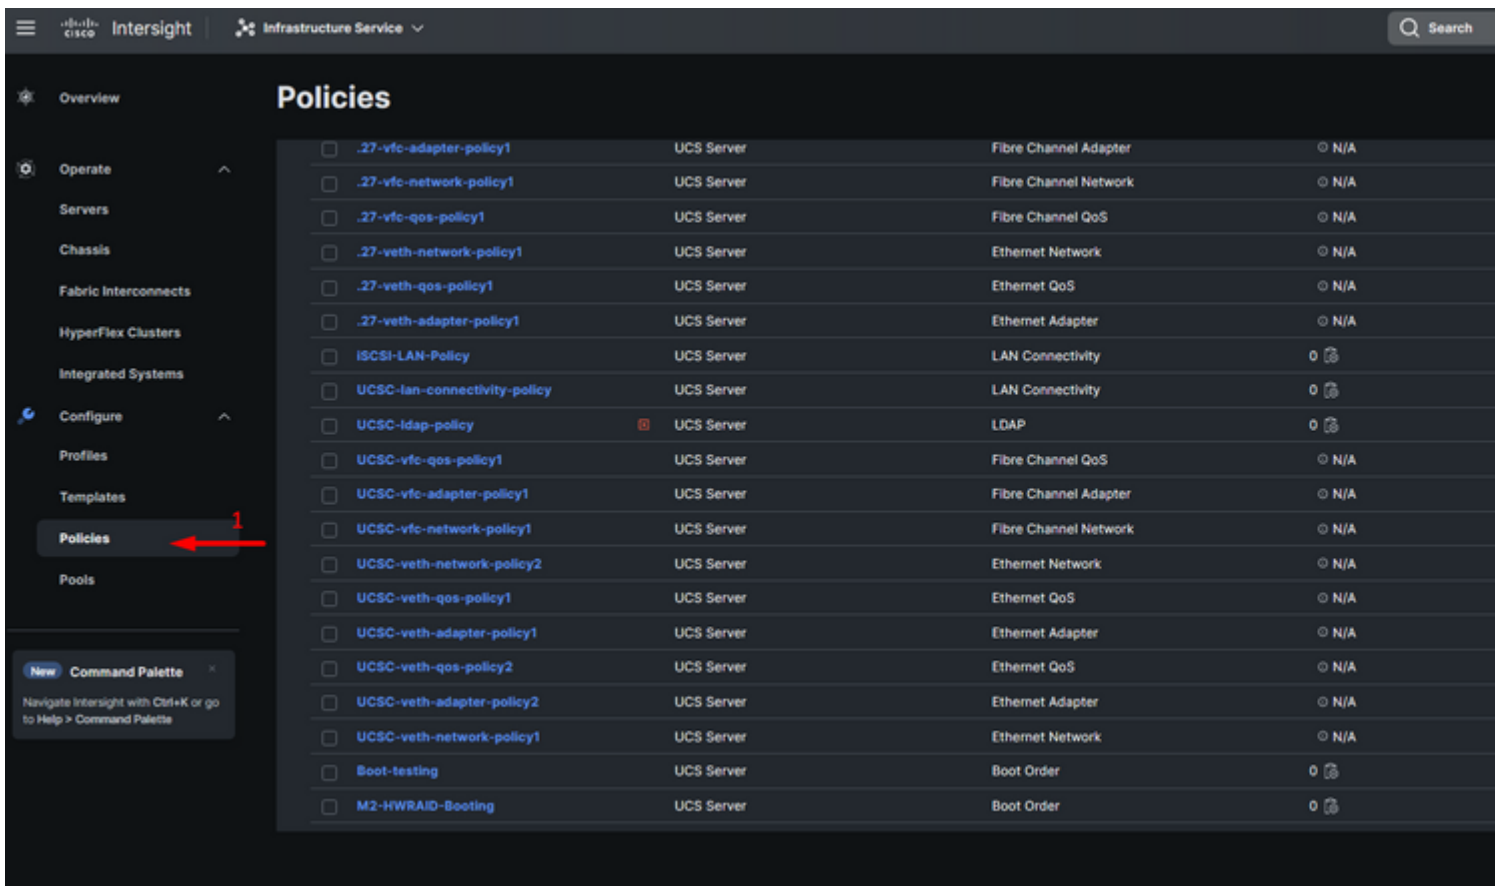 cisco Intersight Infrastructure Service Search
Overview
Operate
Servers
Chassis
Fabric Interconnects
HyperFlex Clusters
Integrated Systems
Configure
Profiles
Templates
Policies 1
Pools
New Command Palette ×
Navigate Intersight with Ctrl+K or go
to Help > Command Palette
Policies
.27-vfc-adapter-policy1 UCS Server Fibre Channel Adapter N/A
.27-vfc-network-policy1 UCS Server Fibre Channel Network N/A
.27-vfc-qos-policy1 UCS Server Fibre Channel QoS N/A
.27-veth-network-policy1 UCS Server Ethernet Network N/A
.27-veth-qos-policy1 UCS Server Ethernet QoS N/A
.27-veth-adapter-policy1 UCS Server Ethernet Adapter N/A
iSCSI-LAN-Policy UCS Server LAN Connectivity 0
UCSC-lan-connectivity-policy UCS Server LAN Connectivity 0
UCSC-ldap-policy UCS Server LDAP 0
UCSC-vfc-qos-policy1 UCS Server Fibre Channel QoS N/A
UCSC-vfc-adapter-policy1 UCS Server Fibre Channel Adapter N/A
UCSC-vfc-network-policy1 UCS Server Fibre Channel Network N/A
UCSC-veth-network-policy2 UCS Server Ethernet Network N/A
UCSC-veth-qos-policy1 UCS Server Ethernet QoS N/A
UCSC-veth-adapter-policy1 UCS Server Ethernet Adapter N/A
UCSC-veth-qos-policy2 UCS Server Ethernet QoS N/A
UCSC-veth-adapter-policy2 UCS Server Ethernet Adapter N/A
UCSC-veth-network-policy1 UCS Server Ethernet Network N/A
Boot-testing UCS Server Boot Order 0
M2-HWRAID-Booting UCS Server Boot Order 0